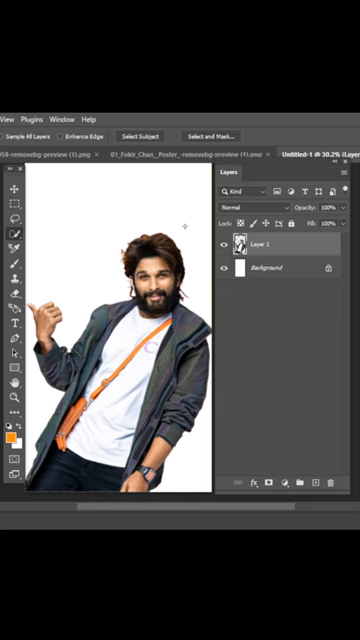 View Plugins Window Help
Sample All Layers Enhance Edge Select Subject Select and Mask...
58-removebg-preview (1).png × 01_Fokir_Chan_Poster_-removebg-preview (1).png × Untitled-1 @ 30.2% (Layer
Layers
Kind
Normal Opacity: 100%
Lock: Fill: 100%
Layer 1
Background